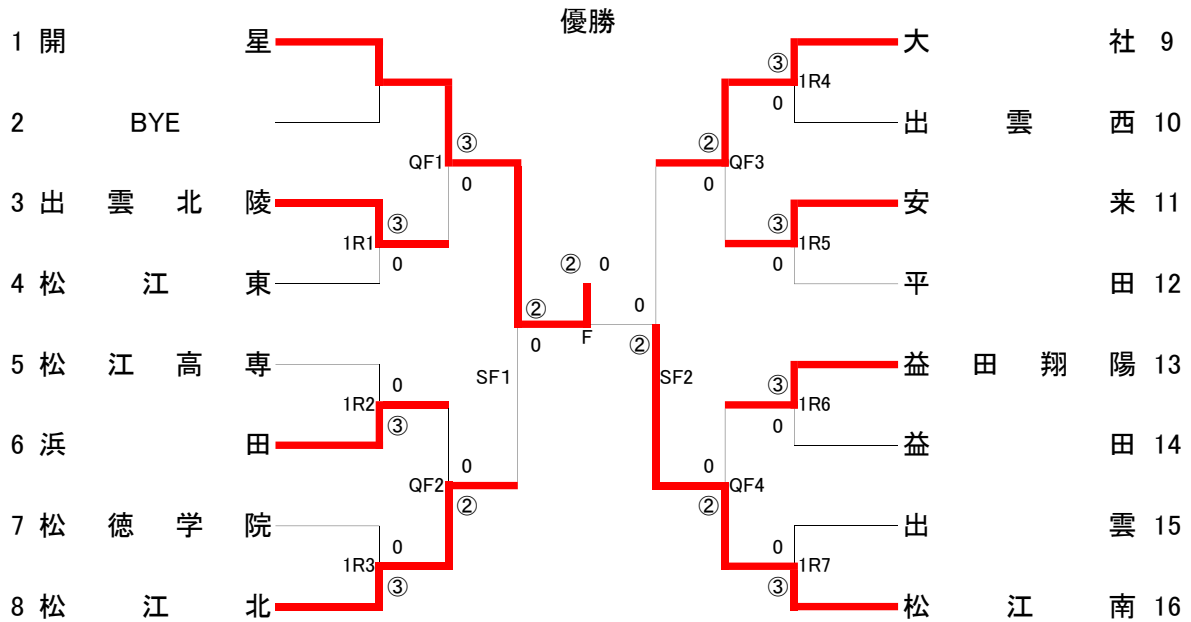 優勝
1 開星 大社 9
③
1R4
0
2 BYE 出雲西 10
③ ②
QF1 QF3
0 0
3 出雲北陵 安来 11
③ ③
1R1 1R5
0 0
② 0
4 松江東 平田 12
② 0
F
0 ②
5 松江高専 益田翔陽 13
SF1 SF2
0 ③
1R2 1R6
③ 0
6 浜田 益田 14
0 0
QF2 QF4
② ②
7 松徳学院 出雲 15
0 0
1R3 1R7
③ ③
8 松江北 松江南 16